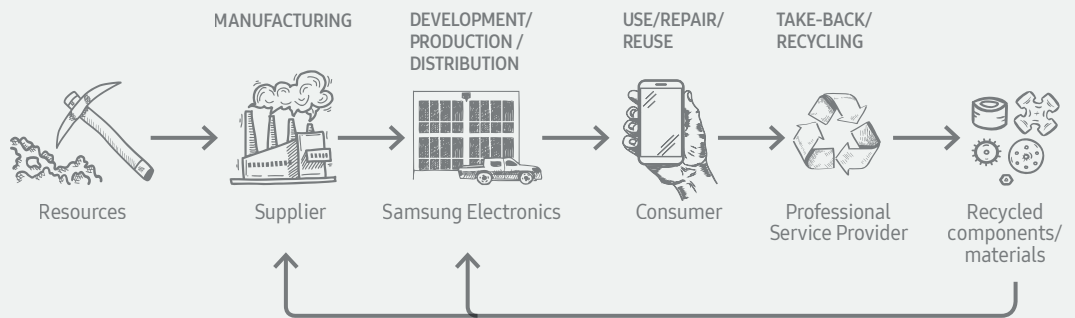 MANUFACTURING
DEVELOPMENT/
PRODUCTION /
DISTRIBUTION
USE/REPAIR/
REUSE
TAKE-BACK/
RECYCLING
Resources
Supplier
Samsung Electronics
Consumer
Professional
Service Provider
Recycled
components/
materials